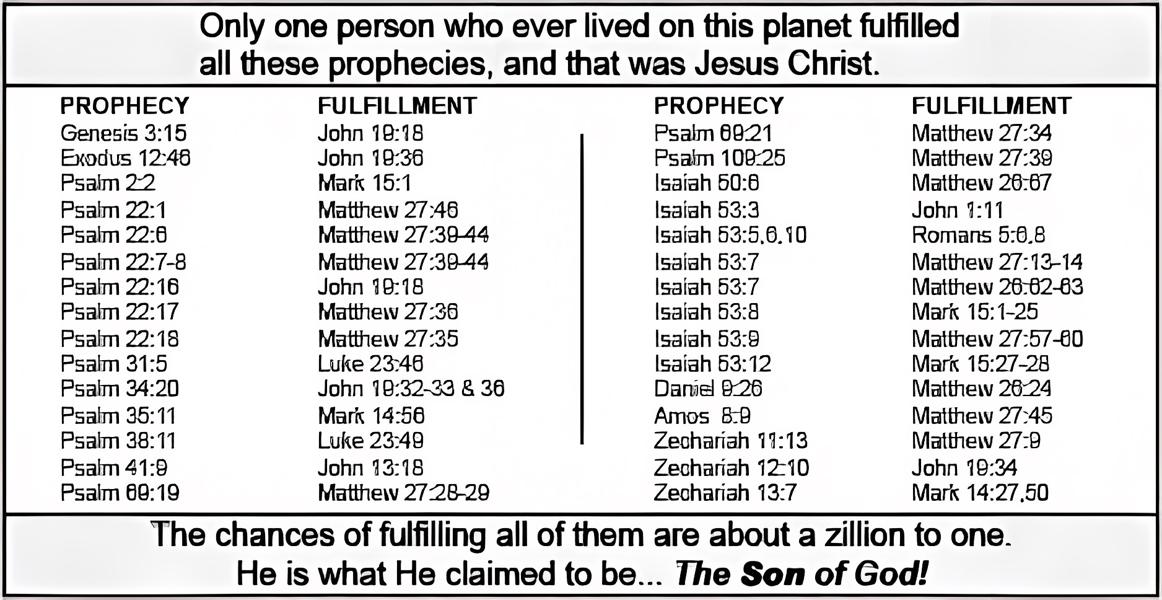 Only one person who ever lived on this planet fulfilled
all these prophecies, and that was Jesus Christ.
PROPHECY FULFILLMENT
Genesis 3:15 John 19:18
Exodus 12:46 John 19:36
Psalm 2:2 Mark 15:1
Psalm 22:1 Matthew 27:46
Psalm 22:6 Matthew 27:39-44
Psalm 22:7-8 Matthew 27:39-44
Psalm 22:16 John 19:18
Psalm 22:17 Matthew 27:36
Psalm 22:18 Matthew 27:35
Psalm 31:5 Luke 23:46
Psalm 34:20 John 19:32-33 & 36
Psalm 35:11 Mark 14:56
Psalm 38:11 Luke 23:49
Psalm 41:9 John 13:18
Psalm 69:19 Matthew 27:28-29
PROPHECY FULFILLMENT
Psalm 69:21 Matthew 27:34
Psalm 109:25 Matthew 27:39
Isaiah 50:6 Matthew 26:67
Isaiah 53:3 John 1:11
Isaiah 53:5,6,10 Romans 5:6,8
Isaiah 53:7 Matthew 27:13-14
Isaiah 53:7 Matthew 26:62-63
Isaiah 53:8 Mark 15:1-25
Isaiah 53:9 Matthew 27:57-60
Isaiah 53:12 Mark 15:27-28
Daniel 9:26 Matthew 26:24
Amos 8:9 Matthew 27:45
Zechariah 11:13 Matthew 27:9
Zechariah 12:10 John 19:34
Zechariah 13:7 Mark 14:27,50
The chances of fulfilling all of them are about a zillion to one.
He is what He claimed to be... The Son of God!